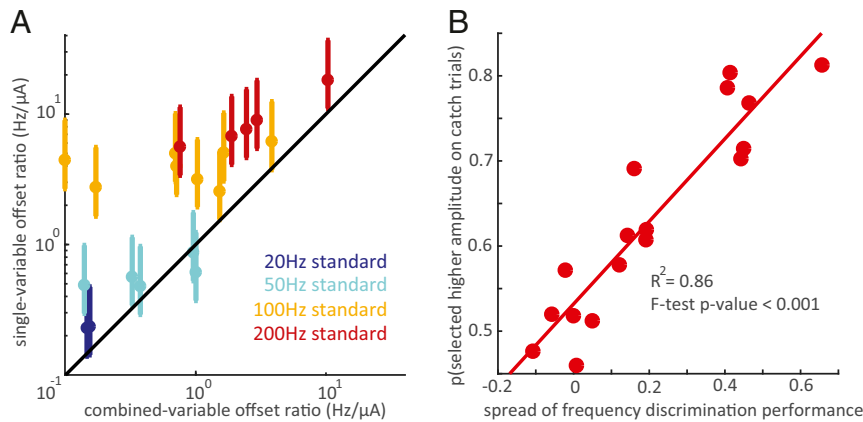 A
single-variable offset ratio (Hz/μA)
10^1
10^0
10^-1
10^0
10^1
combined-variable offset ratio (Hz/μA)
20Hz standard
50Hz standard
100Hz standard
200Hz standard
B
p(selected higher amplitude on catch trials)
0.8
0.7
0.6
0.5
-0.2
0
0.2
0.4
0.6
spread of frequency discrimination performance
R^2 = 0.86
F-test p-value < 0.001